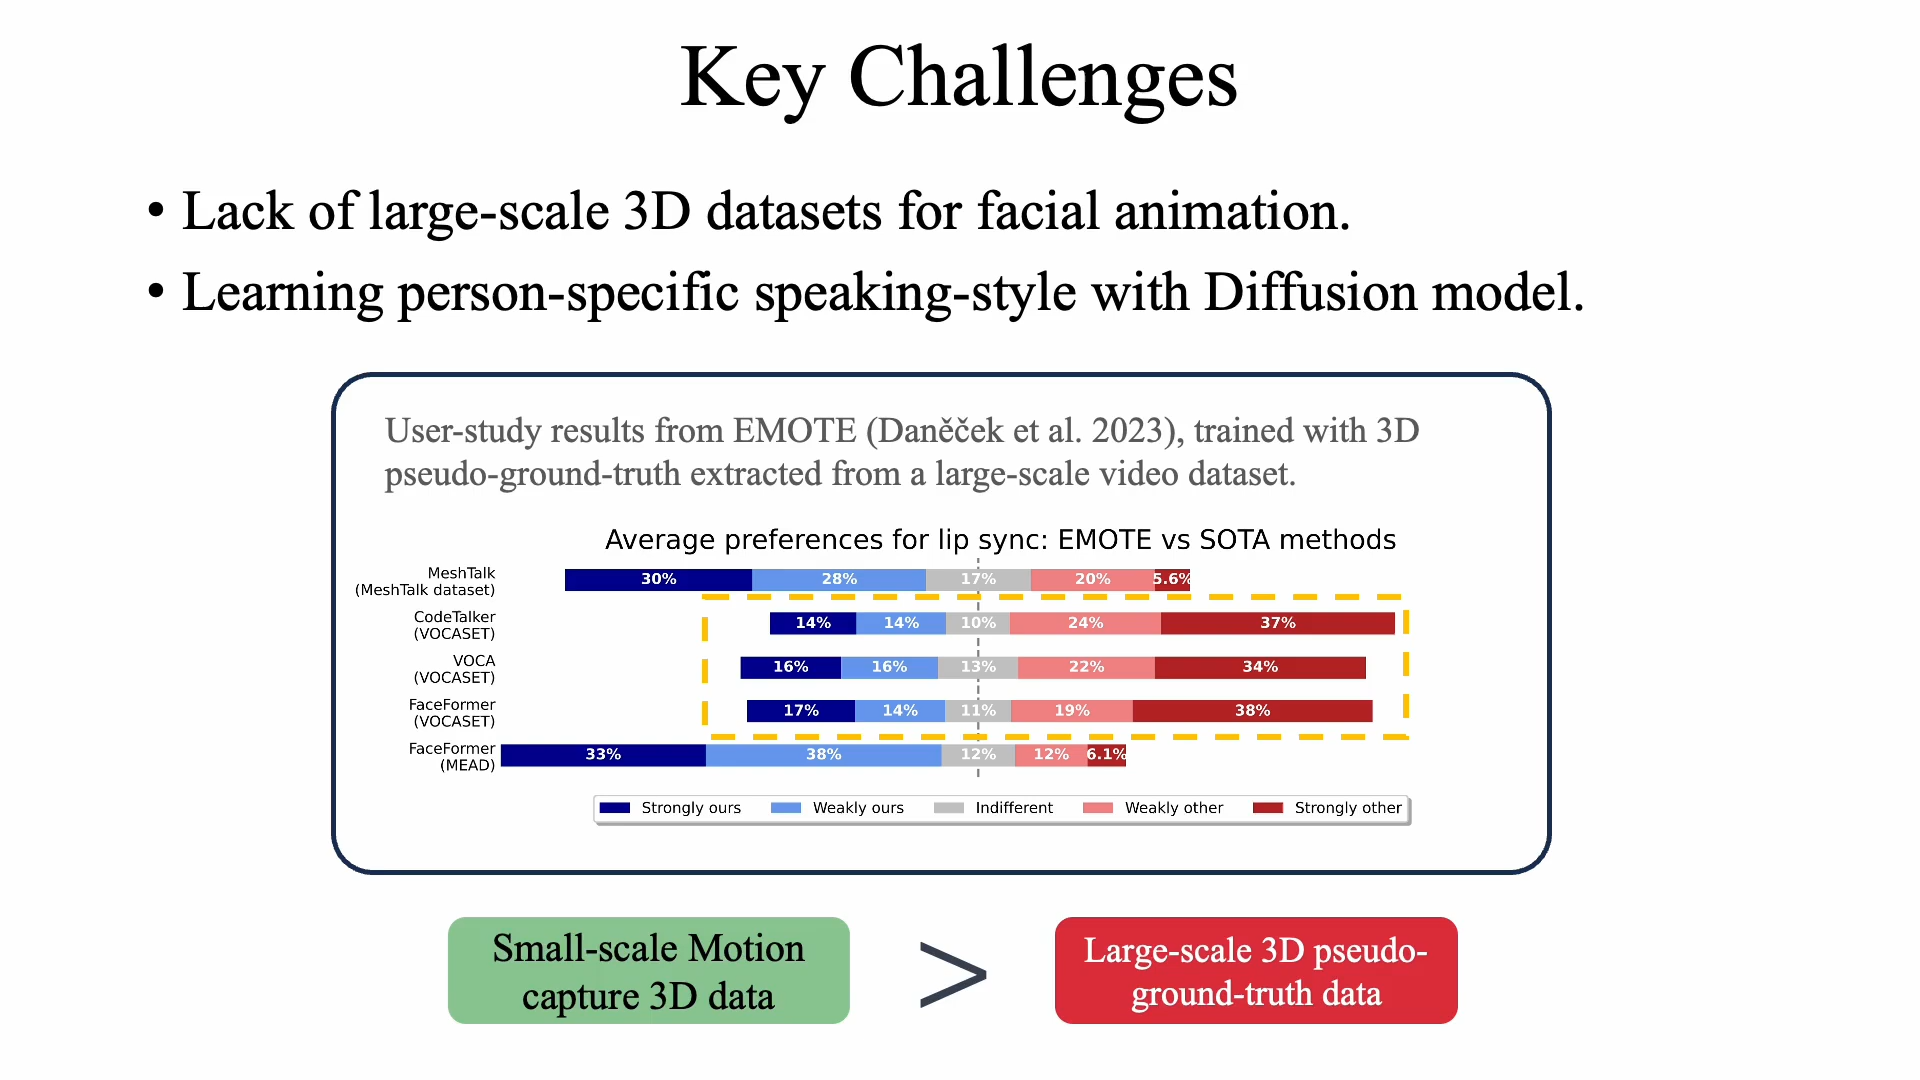 Key Challenges
• Lack of large-scale 3D datasets for facial animation.
• Learning person-specific speaking-style with Diffusion model.
User-study results from EMOTE (Daněček et al. 2023), trained with 3D
pseudo-ground-truth extracted from a large-scale video dataset.
Average preferences for lip sync: EMOTE vs SOTA methods
MeshTalk
(MeshTalk dataset)
30% 28% 17% 20% 5.6%
CodeTalker
(VOCASET)
14% 14% 10% 24% 37%
VOCA
(VOCASET)
16% 16% 13% 22% 34%
FaceFormer
(VOCASET)
17% 14% 11% 19% 38%
FaceFormer
(MEAD)
33% 38% 12% 12% 6.1%
Strongly ours Weakly ours Indifferent Weakly other Strongly other
Small-scale Motion
capture 3D data
>
Large-scale 3D pseudo-
ground-truth data